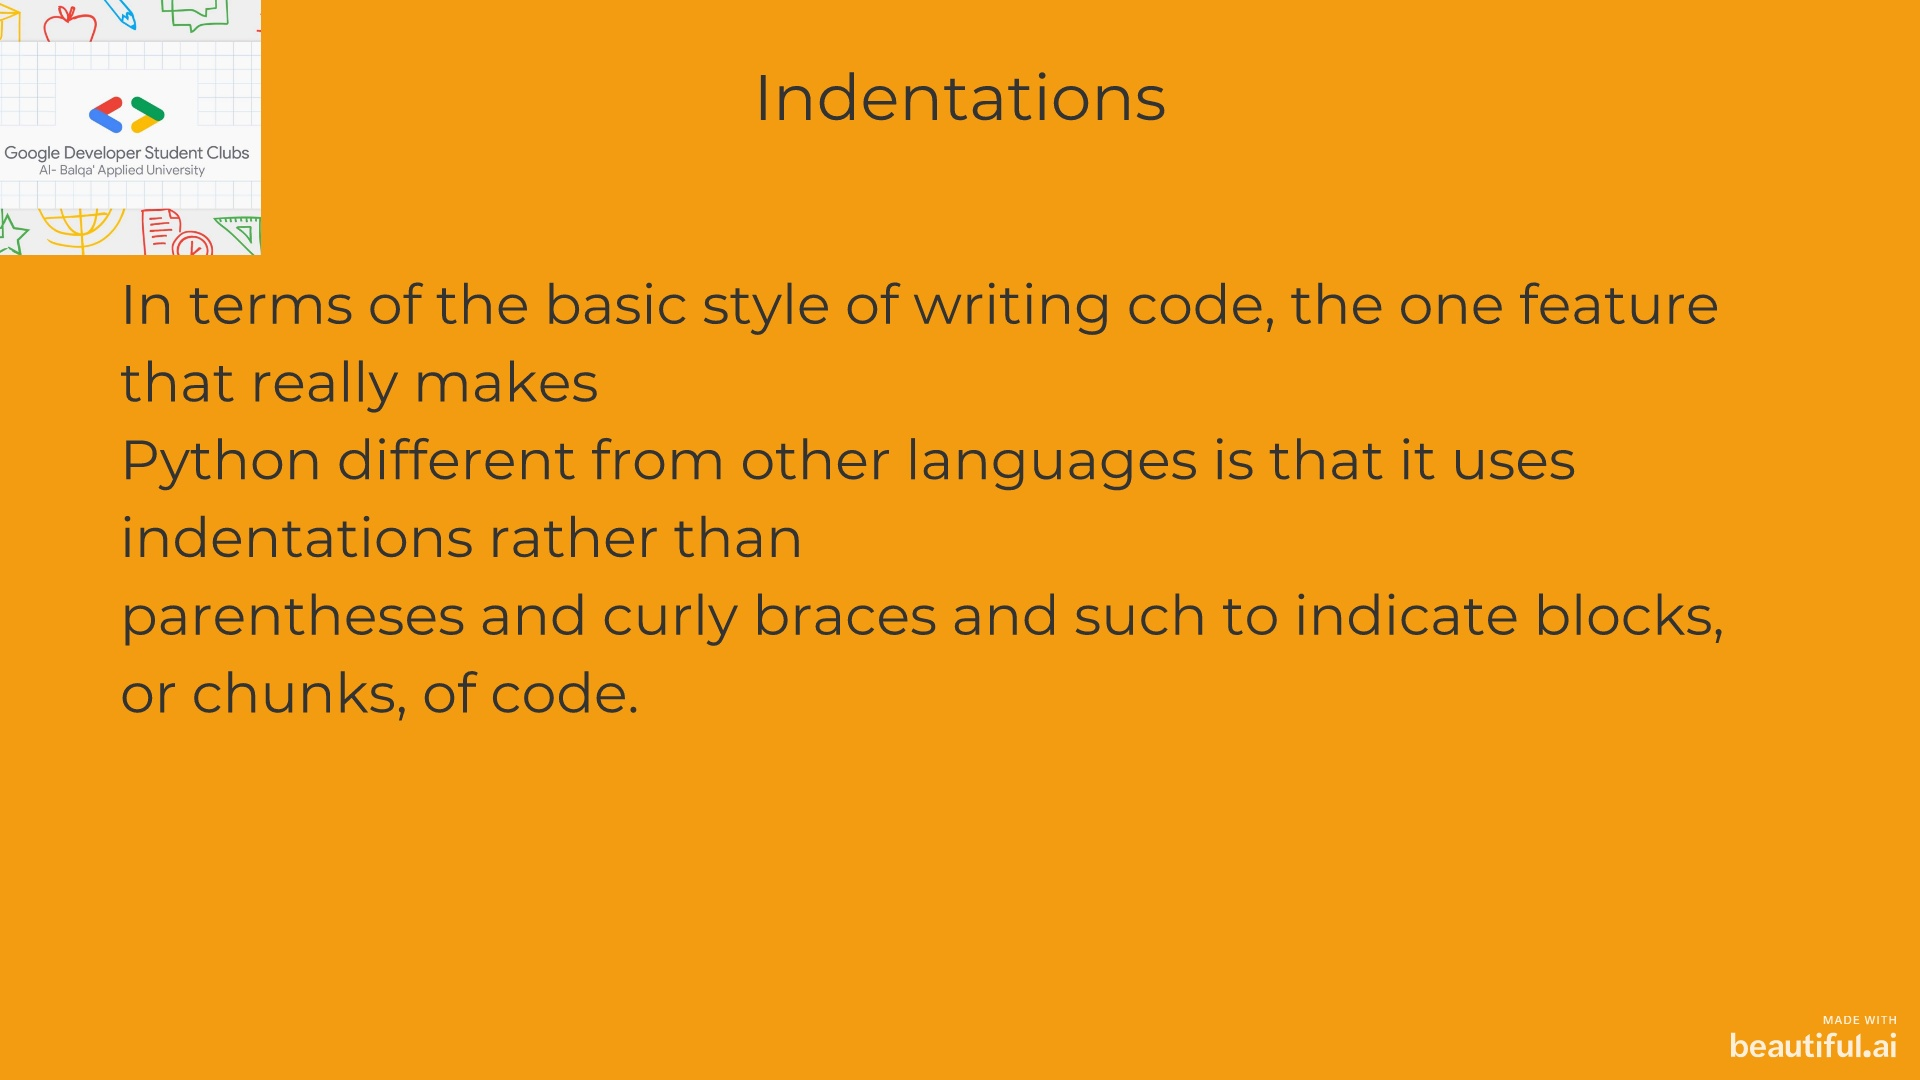 Google Developer Student Clubs
Al- Balqa' Applied University
Indentations
In terms of the basic style of writing code, the one feature
that really makes
Python different from other languages is that it uses
indentations rather than
parentheses and curly braces and such to indicate blocks,
or chunks, of code.
MADE WITH
beautiful.ai